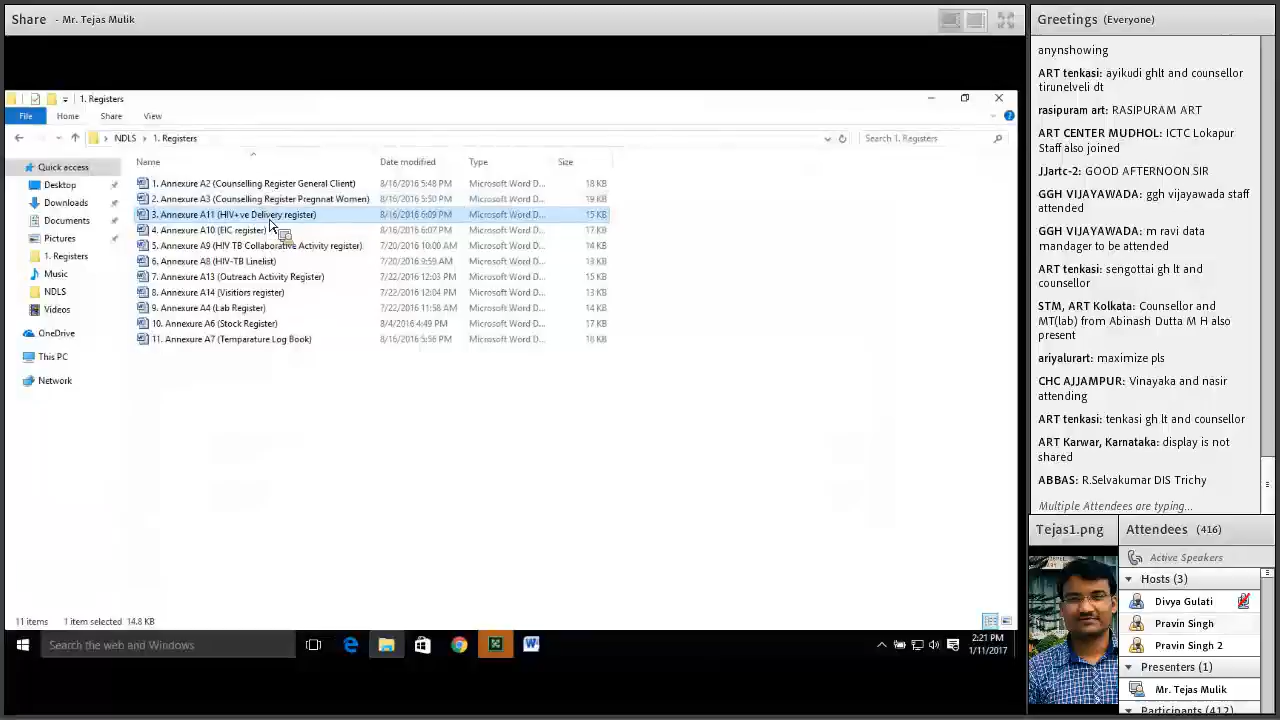 Share - Mr. Tejas Mulik
1. Registers
File Home Share View
NDLS 1. Registers
Search 1. Registers
Quick access
Desktop
Downloads
Documents
Pictures
1. Registers
Music
NDLS
Videos
OneDrive
This PC
Network
Name Date modified Type Size
1. Annexure A2 (Counselling Register General Client) 8/16/2016 5:48 PM Microsoft Word D... 18 KB
2. Annexure A3 (Counselling Register Pregnnat Women) 8/16/2016 5:50 PM Microsoft Word D... 19 KB
3. Annexure A11 (HIV+ve Delivery register) 8/16/2016 6:09 PM Microsoft Word D... 15 KB
4. Annexure A10 (EIC register) 8/16/2016 6:07 PM Microsoft Word D... 17 KB
5. Annexure A9 (HIV TB Collaborative Activity register) 7/20/2016 10:00 AM Microsoft Word D... 14 KB
6. Annexure A8 (HIV-TB Linelist) 7/20/2016 9:59 AM Microsoft Word D... 13 KB
7. Annexure A13 (Outreach Activity Register) 7/22/2016 12:03 PM Microsoft Word D... 15 KB
8. Annexure A14 (Visitiors register) 7/22/2016 12:04 PM Microsoft Word D... 13 KB
9. Annexure A4 (Lab Register) 7/22/2016 11:58 AM Microsoft Word D... 14 KB
10. Annexure A6 (Stock Register) 8/4/2016 4:49 PM Microsoft Word D... 17 KB
11. Annexure A7 (Temparature Log Book) 8/16/2016 5:56 PM Microsoft Word D... 18 KB
11 items 1 item selected 14.8 KB
Search the web and Windows
2:21 PM
1/11/2017
Greetings (Everyone)
anynshowing
ART tenkasi: ayikudi ghlt and counsellor
tirunelveli dt
rasipuram art: RASIPURAM ART
ART CENTER MUDHOL: ICTC Lokapur
Staff also joined
JJartc-2: GOOD AFTERNOON SIR
GGH VIJAYAWADA: ggh vijayawada staff
attended
GGH VIJAYAWADA: m ravi data
mandager to be attended
ART tenkasi: sengottai gh lt and
counsellor
STM, ART Kolkata: Counsellor and
MT(lab) from Abinash Dutta M H also
present
ariyalurart: maximize pls
CHC AJJAMPUR: Vinayaka and nasir
attending
ART tenkasi: tenkasi gh lt and counsellor
ART Karwar, Karnataka: display is not
shared
ABBAS: R.Selvakumar DIS Trichy
Multiple Attendees are typing...
Tejas1.png
Attendees (416)
Active Speakers
Hosts (3)
Divya Gulati
Pravin Singh
Pravin Singh 2
Presenters (1)
Mr. Tejas Mulik
Participants (412)